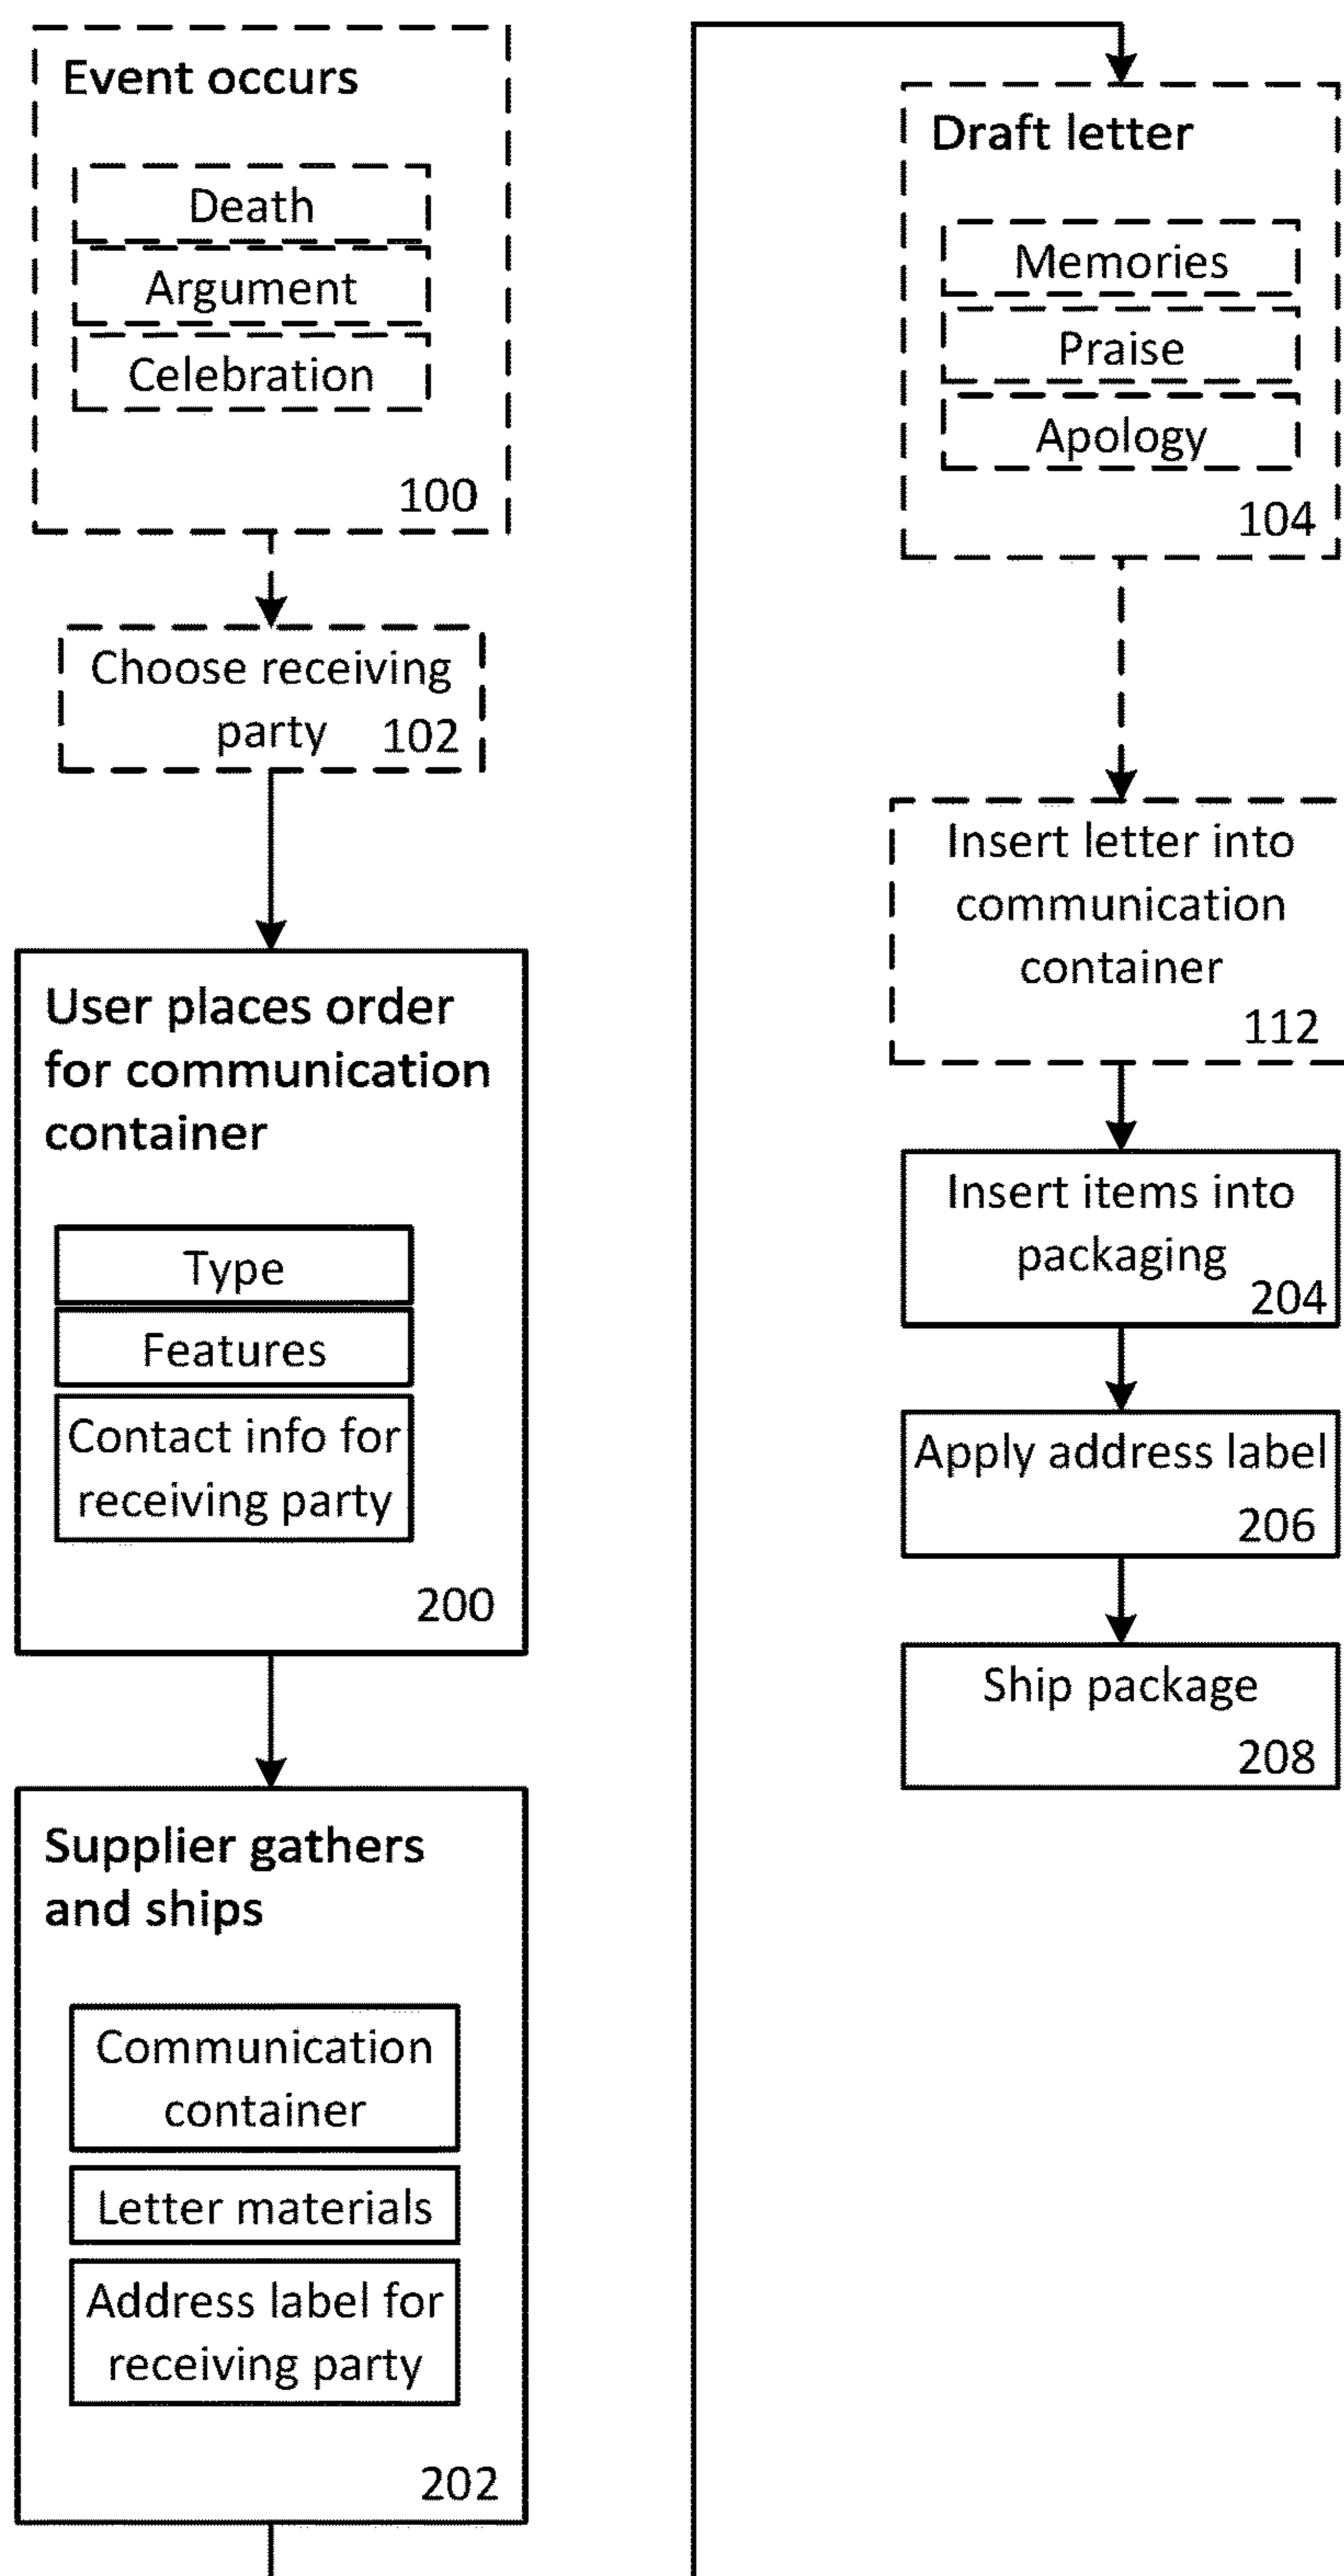 Event occurs
Death
Argument
Celebration
100
Choose receiving
party 102
User places order
for communication
container
Type
Features
Contact info for
receiving party
200
Supplier gathers
and ships
Communication
container
Letter materials
Address label for
receiving party
202
Draft letter
Memories
Praise
Apology
104
Insert letter into
communication
container
112
Insert items into
packaging
204
Apply address label
206
Ship package
208